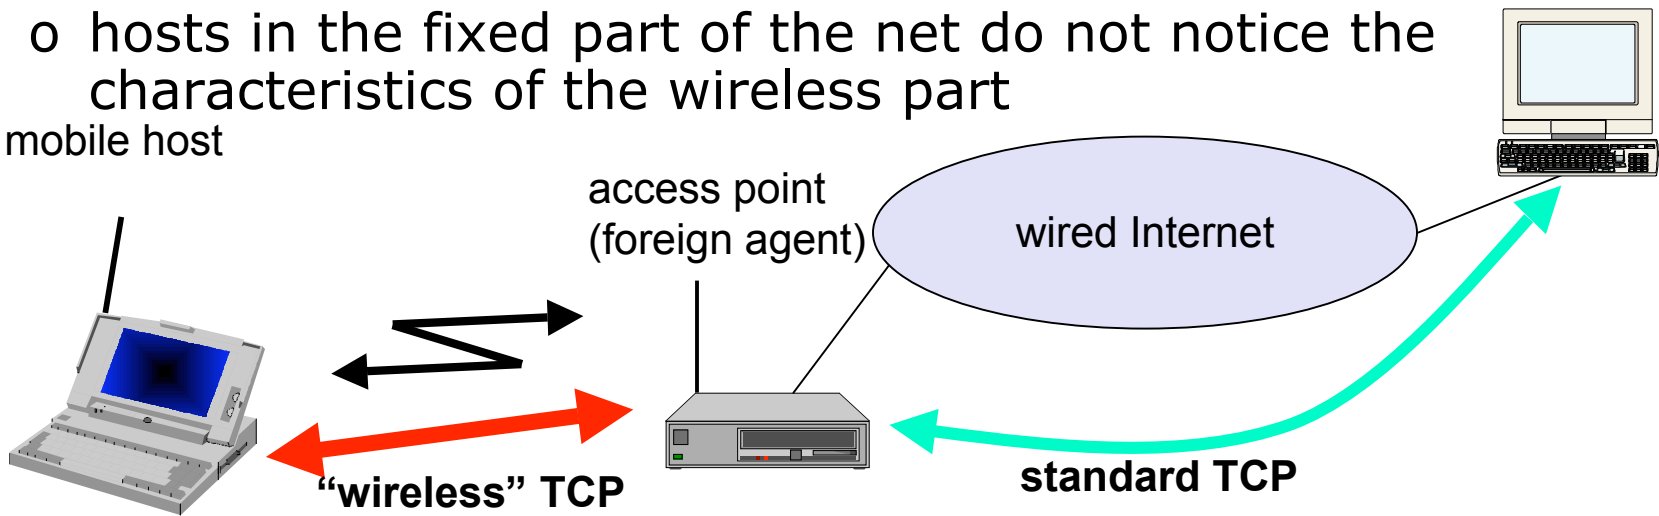 o hosts in the fixed part of the net do not notice the
characteristics of the wireless part
mobile host
access point
(foreign agent)
wired Internet
“wireless” TCP
standard TCP